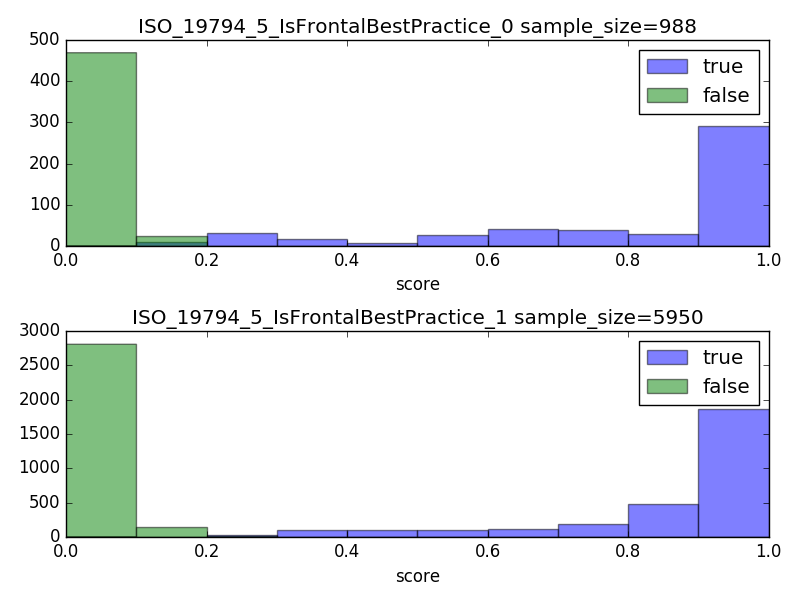 ISO_19794_5_IsFrontalBestPractice_0 sample_size=988
500
400
300
200
100
0
true
false
0.0 0.2 0.4 0.6 0.8 1.0
score
ISO_19794_5_IsFrontalBestPractice_1 sample_size=5950
3000
2500
2000
1500
1000
500
0
true
false
0.0 0.2 0.4 0.6 0.8 1.0
score